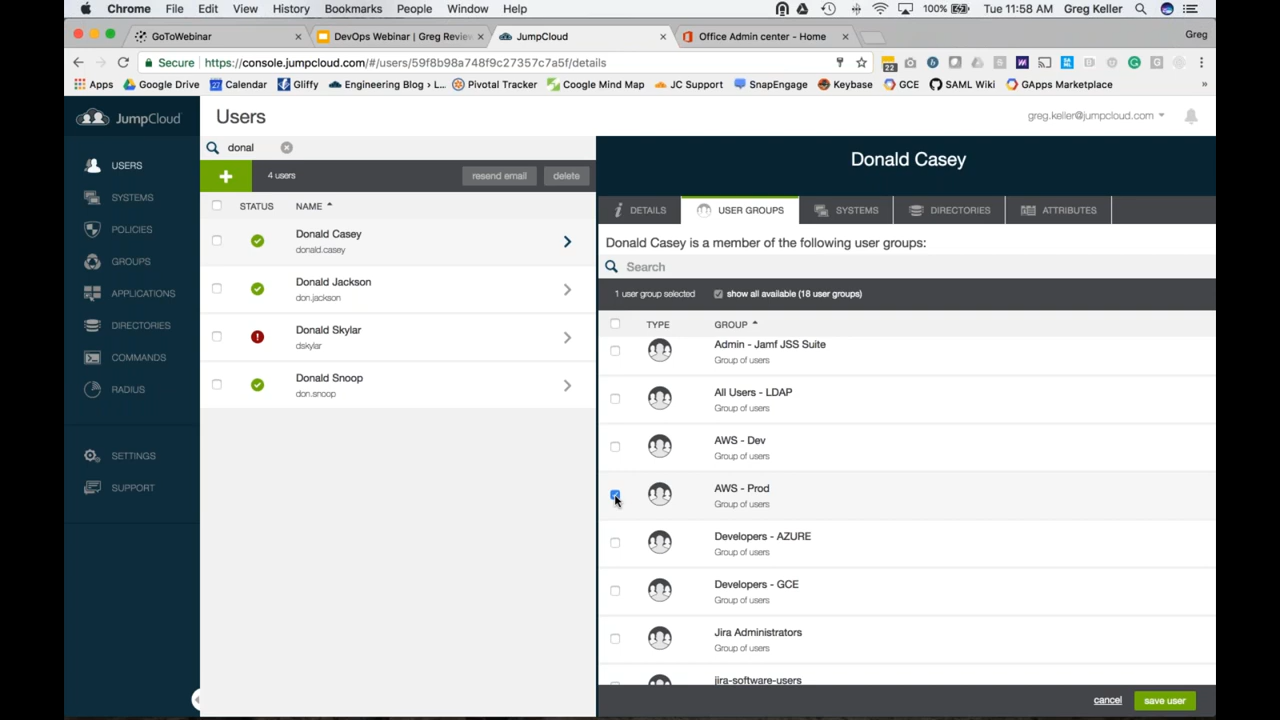 Chrome File Edit View History Bookmarks People Window Help 100% Tue 11:58 AM Greg Keller
GoToWebinar DevOps Webinar | Greg Review JumpCloud Office Admin center - Home Greg
Secure https://console.jumpcloud.com/#/users/59f8b98a748f9c27357c7a5f/details
Apps Google Drive Calendar Gliffy Engineering Blog › L... Pivotal Tracker Google Mind Map JC Support SnapEngage Keybase GCE SAML Wiki GApps Marketplace »
JumpCloud
USERS
SYSTEMS
POLICIES
GROUPS
APPLICATIONS
DIRECTORIES
COMMANDS
RADIUS
SETTINGS
SUPPORT
Users
greg.keller@jumpcloud.com
donal
4 users resend email delete
STATUS NAME
Donald Casey
donald.casey
Donald Jackson
don.jackson
Donald Skylar
dskylar
Donald Snoop
don.snoop
Donald Casey
DETAILS USER GROUPS SYSTEMS DIRECTORIES ATTRIBUTES
Donald Casey is a member of the following user groups:
Search
1 user group selected show all available (18 user groups)
TYPE GROUP
Admin - Jamf JSS Suite
Group of users
All Users - LDAP
Group of users
AWS - Dev
Group of users
AWS - Prod
Group of users
Developers - AZURE
Group of users
Developers - GCE
Group of users
Jira Administrators
Group of users
jira-software-users
cancel save user